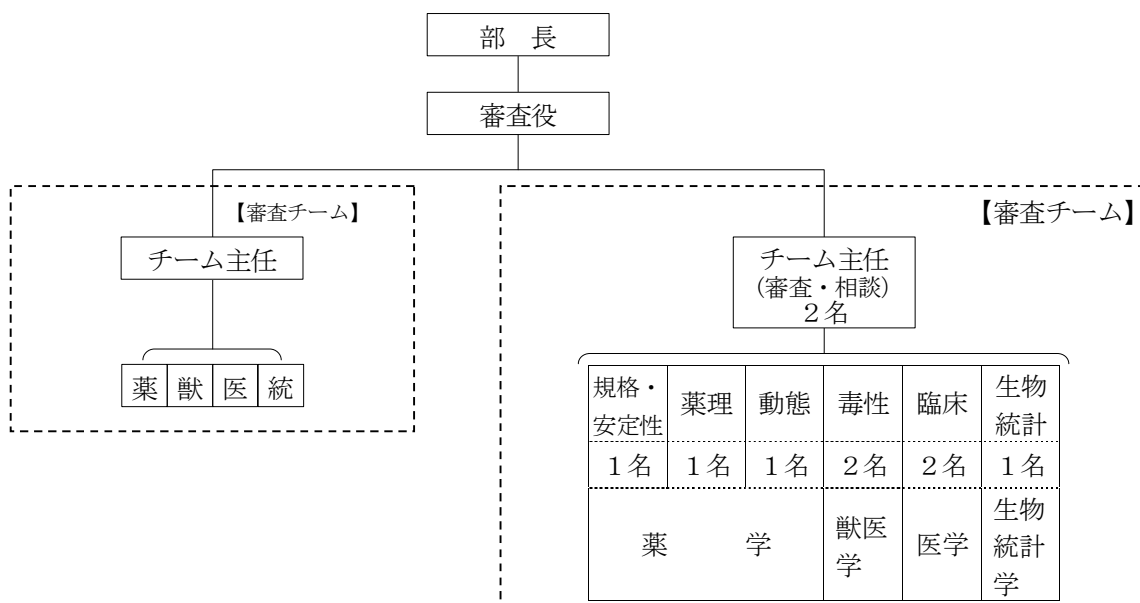 部 長
審査役
【審査チーム】
チーム主任
薬 獣 医 統
【審査チーム】
チーム主任
(審査・相談)
２名
規格・
安定性
薬理
動態
毒性
臨床
生物
統計
１名 １名 １名 ２名 ２名 １名
薬 学
獣医
学
医学
生物
統計
学